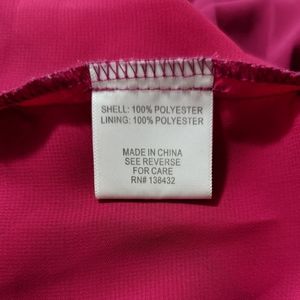 SHELL: 100% POLYESTER
LINING: 100% POLYESTER
MADE IN CHINA
SEE REVERSE
FOR CARE
RN# 138432